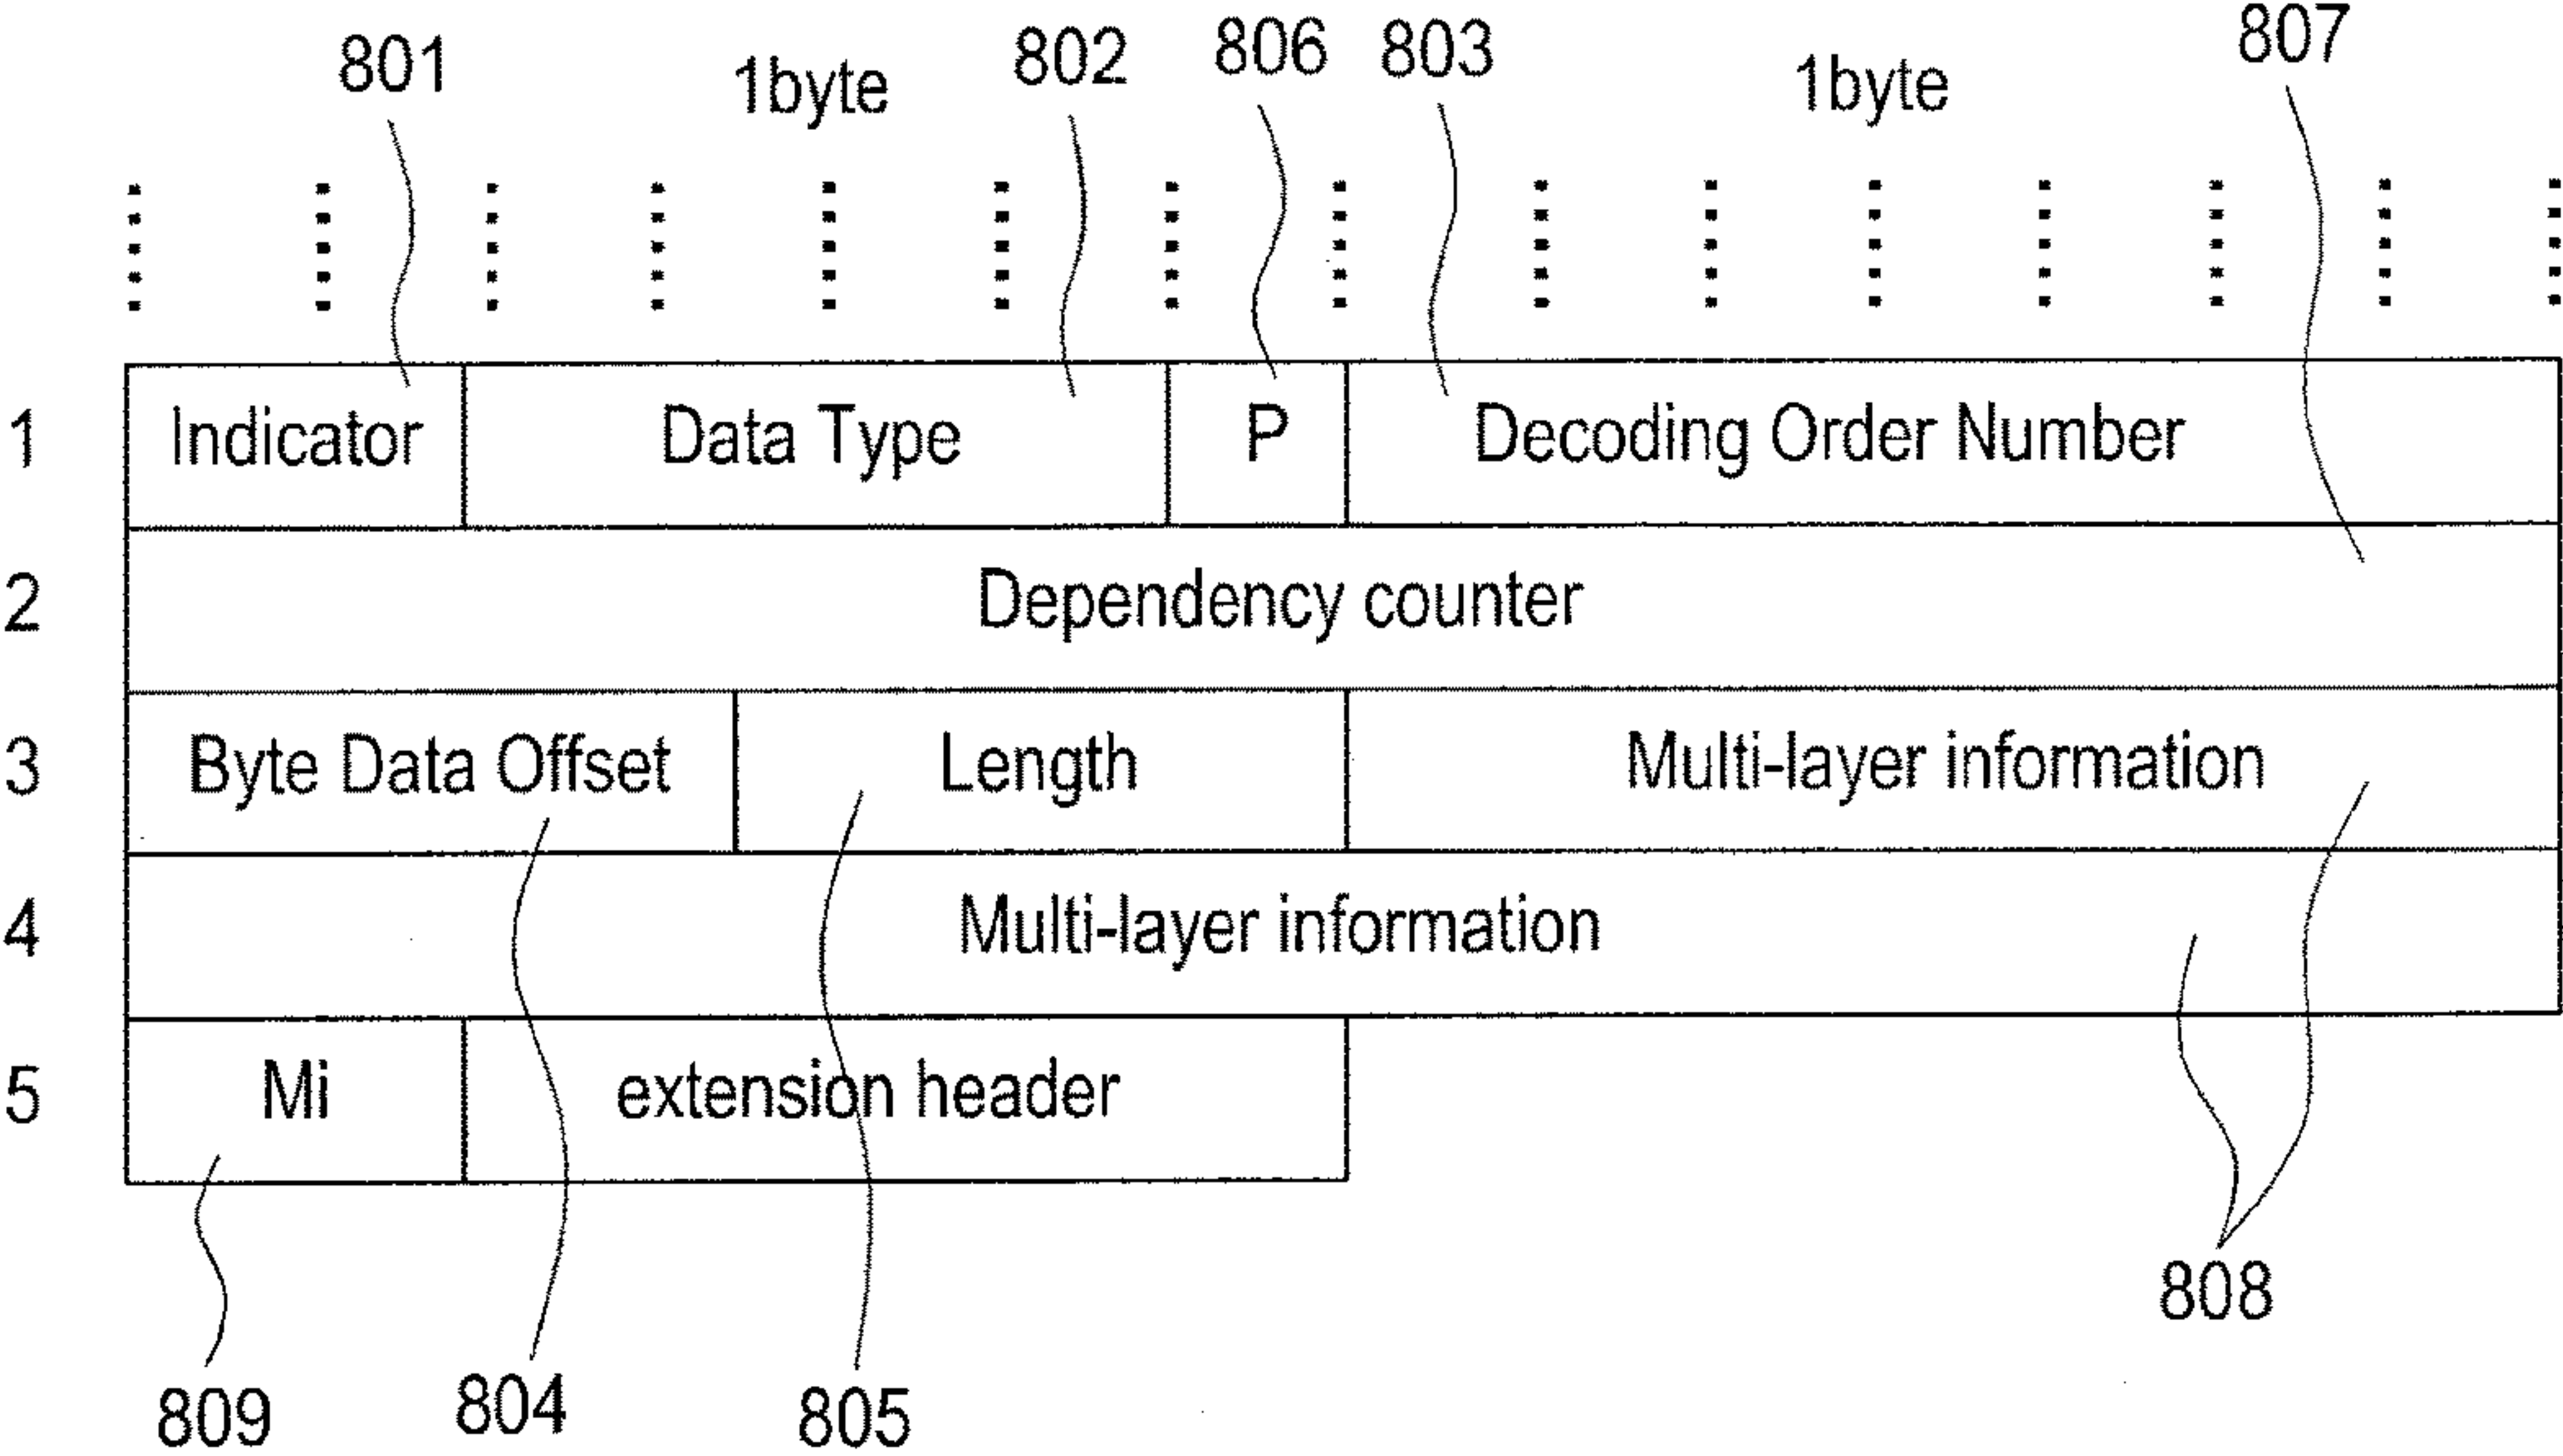 801 1byte 802 806 803 1byte 807
1 Indicator Data Type P Decoding Order Number
2 Dependency counter
3 Byte Data Offset Length Multi-layer information
4 Multi-layer information
5 Mi extension header
809 804 805 808